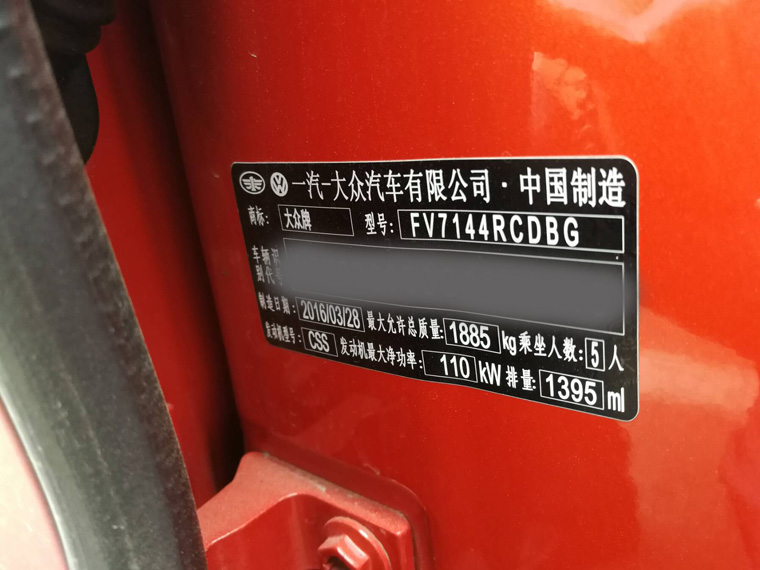 一汽-大众汽车有限公司·中国制造
商标: 大众牌 型号: FV7144RCDBG
车辆识
别代号
制造日期: 2016/03/28 最大允许总质量: 1885 kg 乘坐人数: 5 人
发动机型号: CSS 发动机最大净功率: 110 kW 排量: 1395 ml